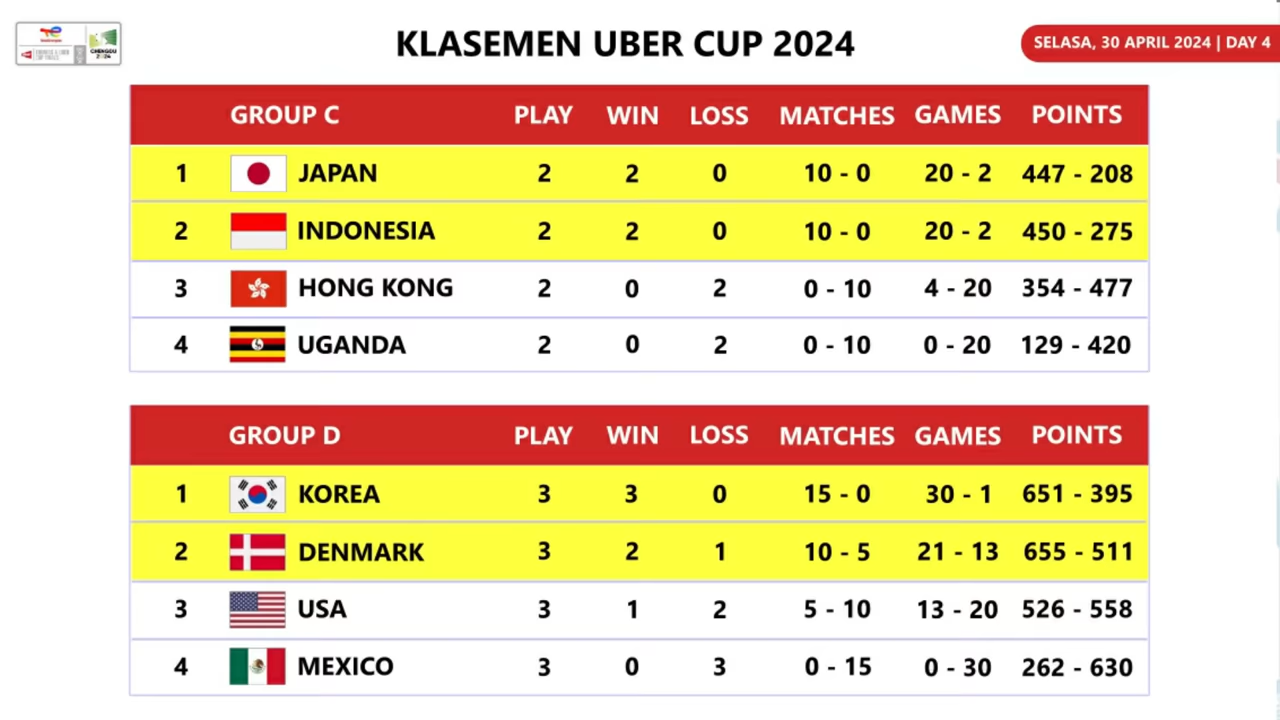 KLASEMEN UBER CUP 2024
SELASA, 30 APRIL 2024 | DAY 4
CHENGDU
2024
GROUP C PLAY WIN LOSS MATCHES GAMES POINTS
1 JAPAN 2 2 0 10 - 0 20 - 2 447 - 208
2 INDONESIA 2 2 0 10 - 0 20 - 2 450 - 275
3 HONG KONG 2 0 2 0 - 10 4 - 20 354 - 477
4 UGANDA 2 0 2 0 - 10 0 - 20 129 - 420
GROUP D PLAY WIN LOSS MATCHES GAMES POINTS
1 KOREA 3 3 0 15 - 0 30 - 1 651 - 395
2 DENMARK 3 2 1 10 - 5 21 - 13 655 - 511
3 USA 3 1 2 5 - 10 13 - 20 526 - 558
4 MEXICO 3 0 3 0 - 15 0 - 30 262 - 630